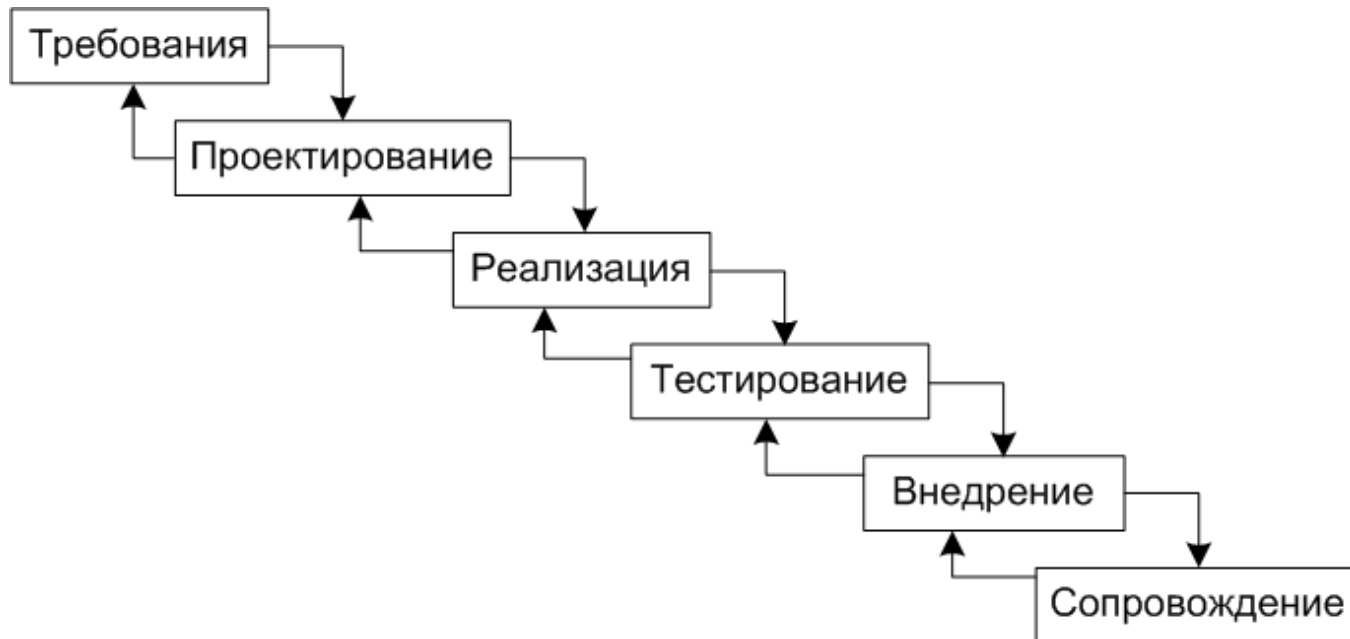 Требования
Проектирование
Реализация
Тестирование
Внедрение
Сопровождение